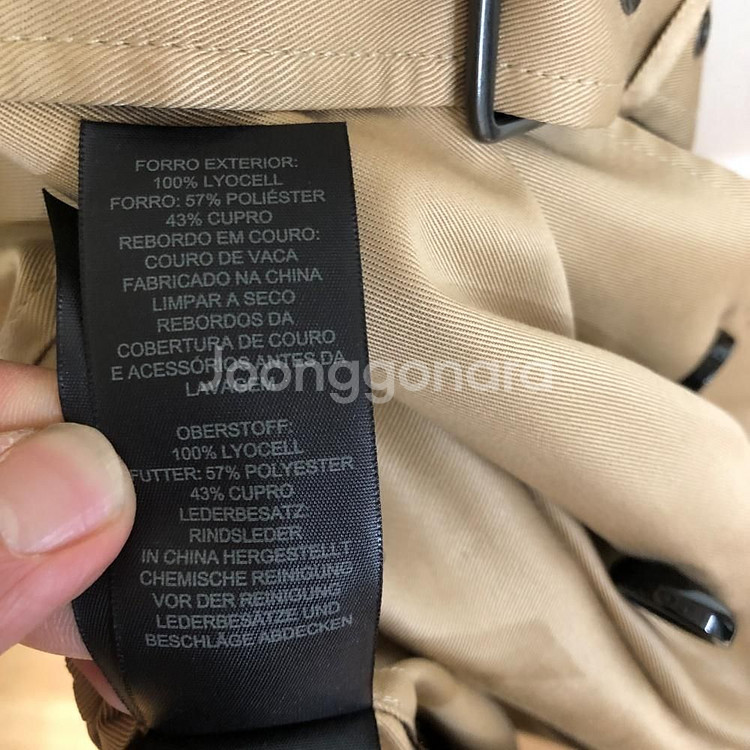 FORRO EXTERIOR:
100% LYOCELL
FORRO: 57% POLIÉSTER
43% CUPRO
REBORDO EM COURO:
COURO DE VACA
FABRICADO NA CHINA
LIMPAR A SECO
REBORDOS DA
COBERTURA DE COURO
E ACESSÓRIOS ANTES DA
LAVAGEM
Joonggonara
OBERSTOFF:
100% LYOCELL
FUTTER: 57% POLYESTER
43% CUPRO
LEDERBESATZ:
RINDSLEDER
IN CHINA HERGESTELLT
CHEMISCHE REINIGUNG
VOR DER REINIGUNG
LEDERBESÄTZE UND
BESCHLÄGE ABDECKEN